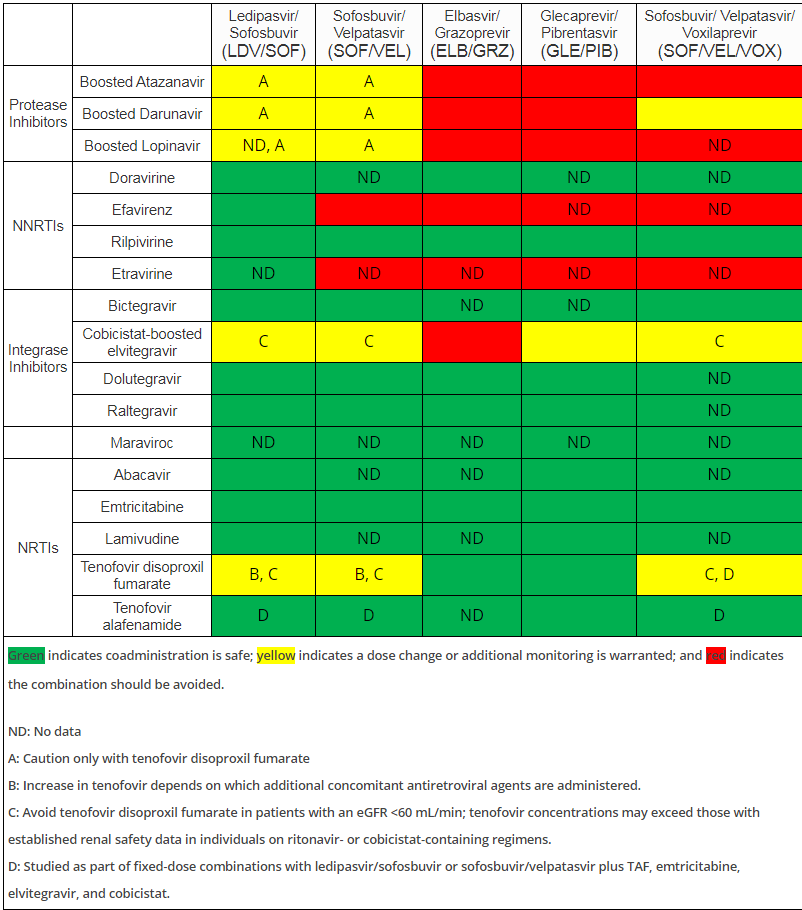 Ledipasvir/
Sofosbuvir
(LDV/SOF)
Sofosbuvir/
Velpatasvir
(SOF/VEL)
Elbasvir/
Grazoprevir
(ELB/GRZ)
Glecaprevir/
Pibrentasvir
(GLE/PIB)
Sofosbuvir/ Velpatasvir/
Voxilaprevir
(SOF/VEL/VOX)
Protease
Inhibitors
Boosted Atazanavir
A
A
Boosted Darunavir
A
A
Boosted Lopinavir
ND, A
A
ND
NNRTIs
Doravirine
ND
ND
ND
Efavirenz
ND
ND
Rilpivirine
Etravirine
ND
ND
ND
ND
ND
Integrase
Inhibitors
Bictegravir
ND
ND
Cobicistat-boosted
elvitegravir
C
C
C
Dolutegravir
ND
Raltegravir
ND
Maraviroc
ND
ND
ND
ND
ND
NRTIs
Abacavir
ND
ND
ND
Emtricitabine
Lamivudine
ND
ND
ND
Tenofovir disoproxil
fumarate
B, C
B, C
C, D
Tenofovir
alafenamide
D
D
ND
D
Green indicates coadministration is safe; yellow indicates a dose change or additional monitoring is warranted; and red indicates
the combination should be avoided.
ND: No data
A: Caution only with tenofovir disoproxil fumarate
B: Increase in tenofovir depends on which additional concomitant antiretroviral agents are administered.
C: Avoid tenofovir disoproxil fumarate in patients with an eGFR <60 mL/min; tenofovir concentrations may exceed those with
established renal safety data in individuals on ritonavir- or cobicistat-containing regimens.
D: Studied as part of fixed-dose combinations with ledipasvir/sofosbuvir or sofosbuvir/velpatasvir plus TAF, emtricitabine,
elvitegravir, and cobicistat.